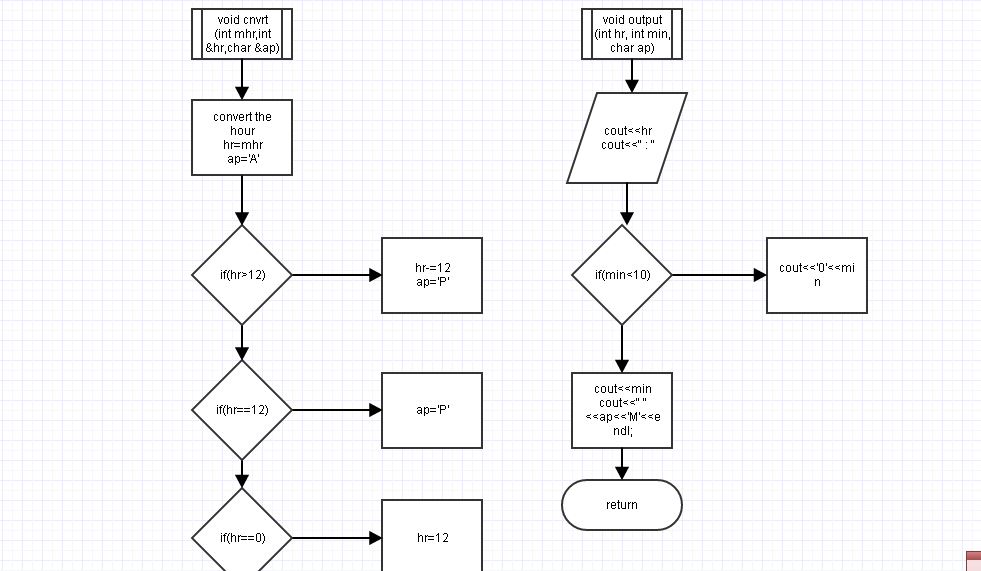 void cnvrt
(int mhr,int
&hr,char &ap)
convert the
hour
hr=mhr
ap='A'
if(hr>12)
hr-=12
ap='P'
if(hr==12)
ap='P'
if(hr==0)
hr=12
void output
(int hr, int min,
char ap)
cout<<hr
cout<<" : "
if(min<10)
cout<<'0'<<mi
n
cout<<min
cout<<" "
<<ap<<'M'<<e
ndl;
return